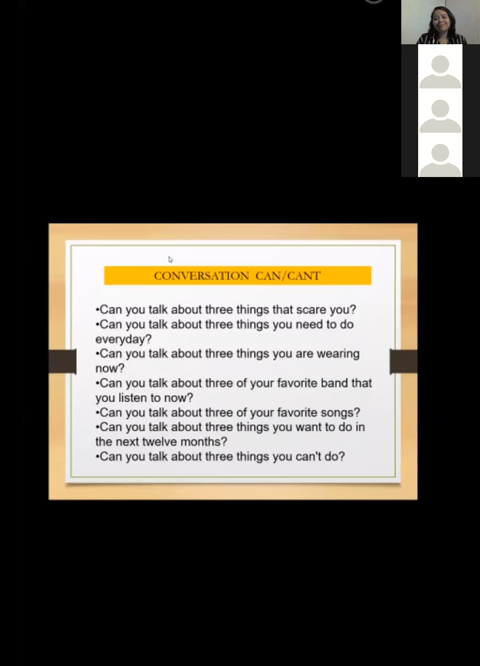 CONVERSATION CAN/CANT
•Can you talk about three things that scare you?
•Can you talk about three things you need to do
everyday?
•Can you talk about three things you are wearing
now?
•Can you talk about three of your favorite band that
you listen to now?
•Can you talk about three of your favorite songs?
•Can you talk about three things you want to do in
the next twelve months?
•Can you talk about three things you can't do?